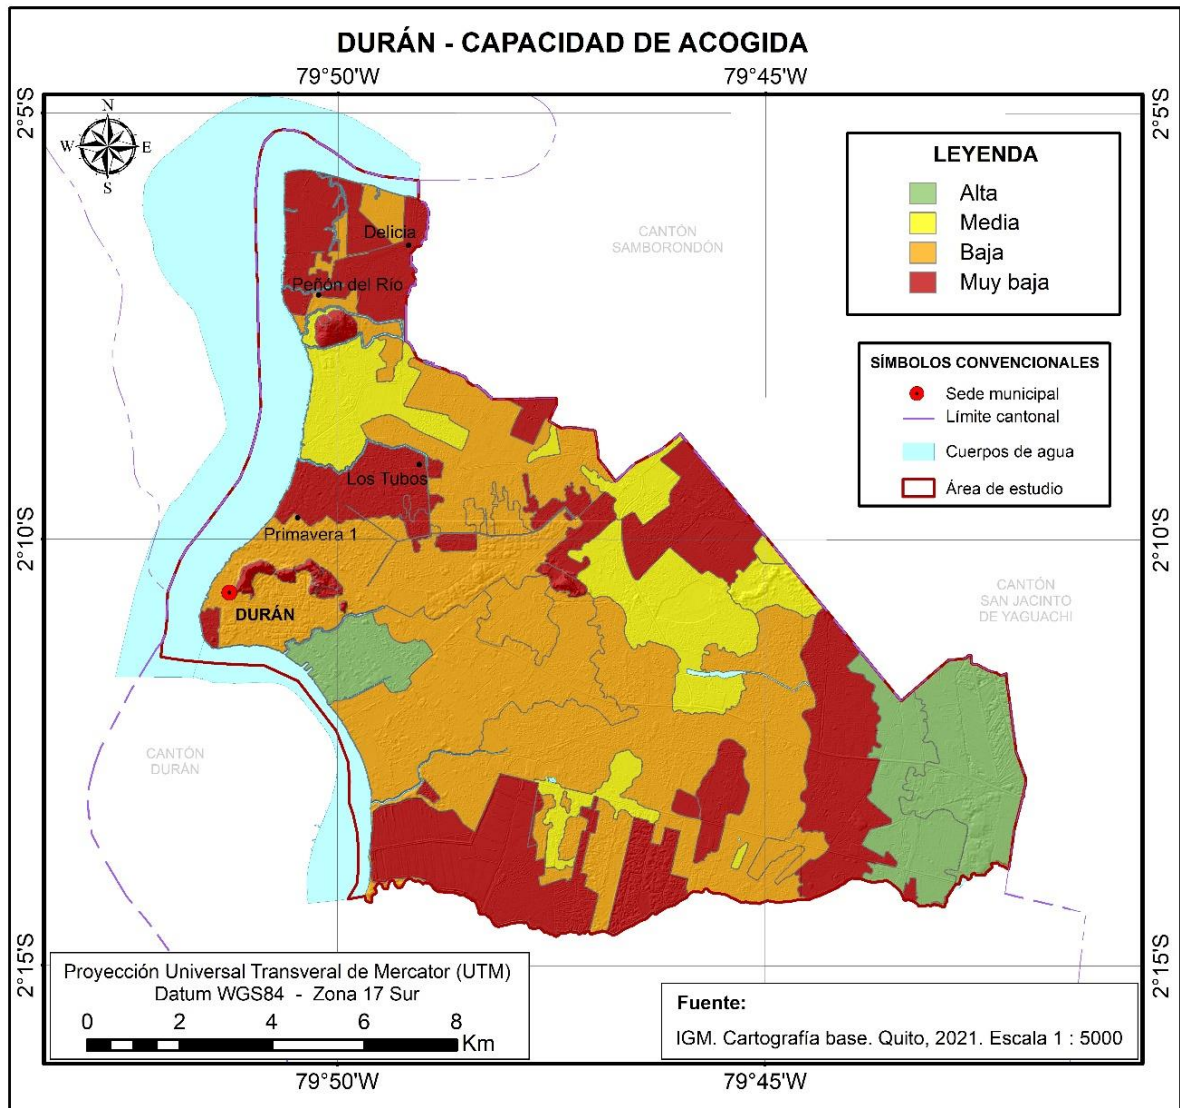 DURÁN - CAPACIDAD DE ACOGIDA
79°50'W
79°45'W
2°5'S
2°5'S
N
W
E
S
LEYENDA
Alta
Media
Baja
Muy baja
CANTÓN
SAMBORONDÓN
Delicia
Peñón del Río
SÍMBOLOS CONVENCIONALES
Sede municipal
Límite cantonal
Cuerpos de agua
Área de estudio
Los Tubos
Primavera 1
2°10'S
2°10'S
DURÁN
CANTÓN
SAN JACINTO
DE YAGUACHI
CANTÓN
DURÁN
2°15'S
2°15'S
Proyección Universal Transveral de Mercator (UTM)
Datum WGS84 - Zona 17 Sur
0 2 4 6 8
Km
Fuente:
IGM. Cartografía base. Quito, 2021. Escala 1 : 5000
79°50'W
79°45'W